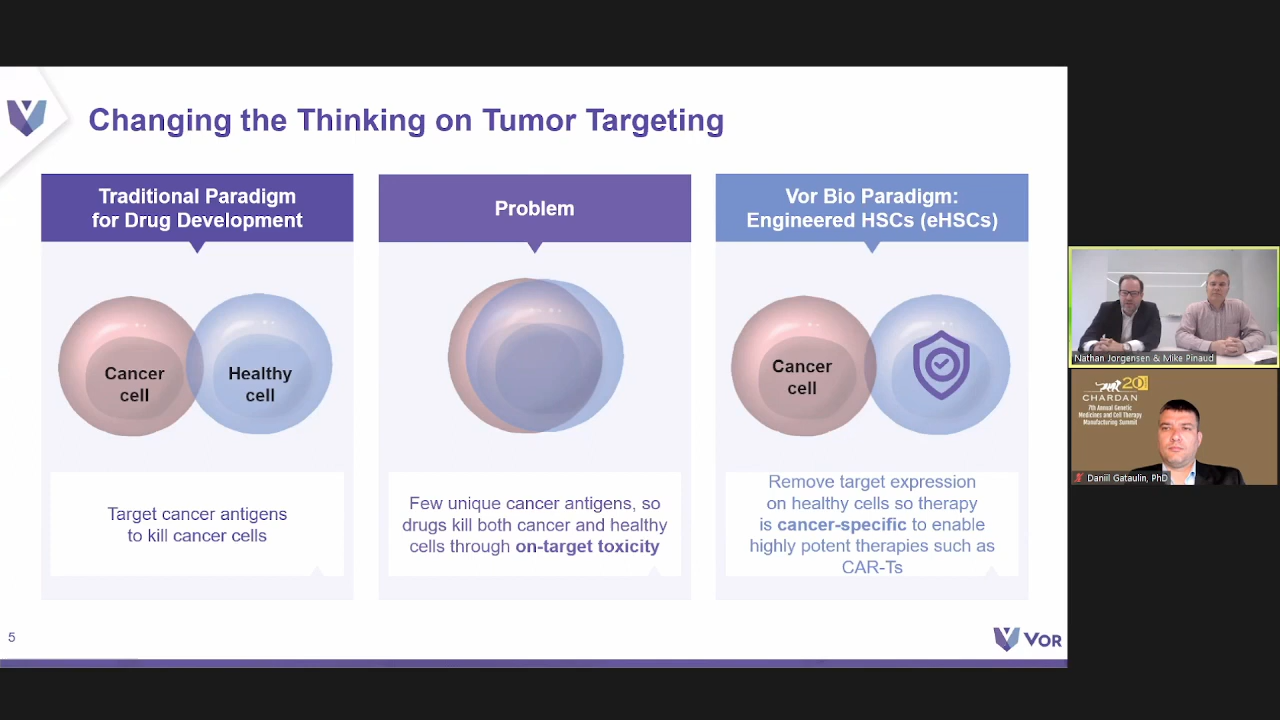 Changing the Thinking on Tumor Targeting
Traditional Paradigm
for Drug Development
Cancer
cell
Healthy
cell
Target cancer antigens
to kill cancer cells
Problem
Few unique cancer antigens, so
drugs kill both cancer and healthy
cells through on-target toxicity
Vor Bio Paradigm:
Engineered HSCs (eHSCs)
Cancer
cell
Remove target expression
on healthy cells so therapy
is cancer-specific to enable
highly potent therapies such as
CAR-Ts
5
VOR
Nathan Jorgensen & Mike Pinaud
20
CHARDAN
7th Annual Genetic
Medicines and Cell Therapy
Manufacturing Summit
Daniil Gataulin, PhD